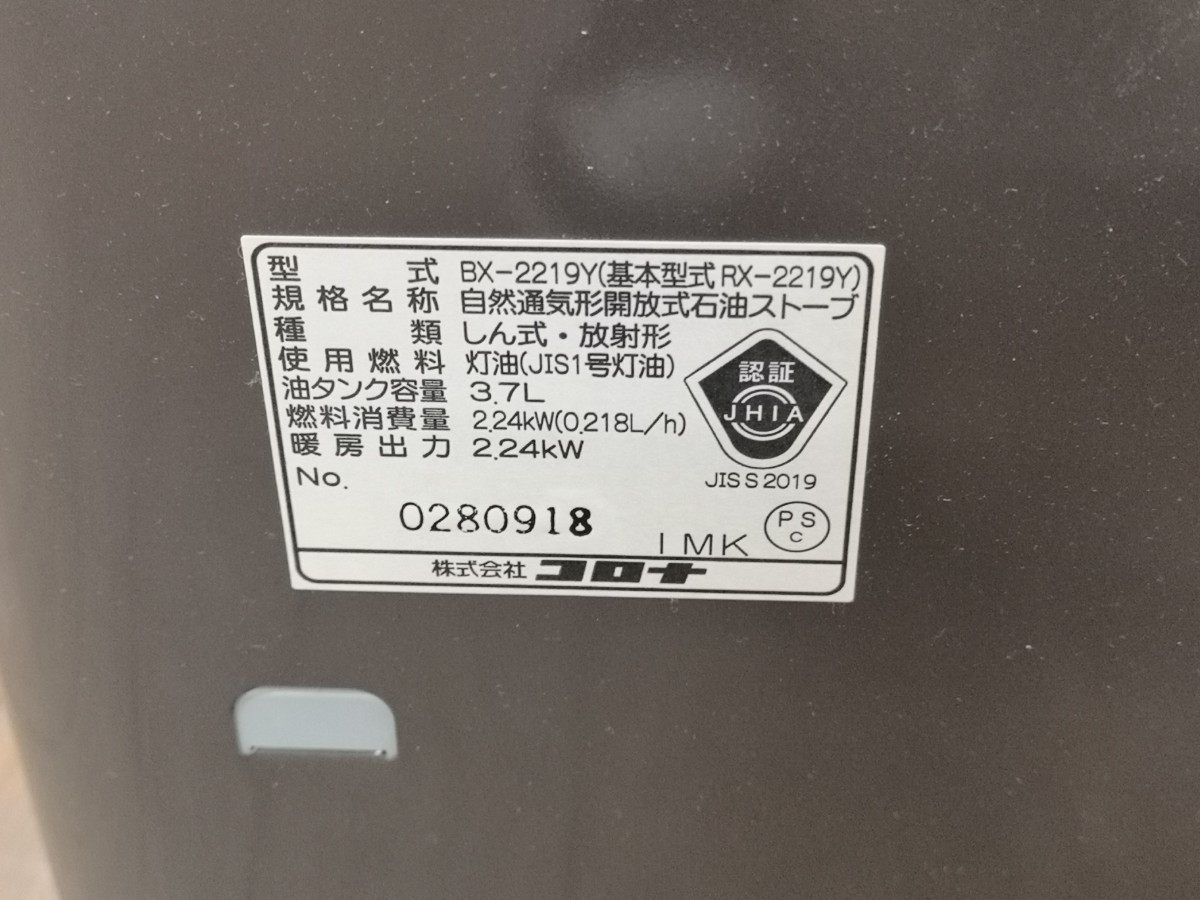 型式 BX-2219Y(基本型式 RX-2219Y)
規格名称 自然通気形開放式石油ストーブ
種類 しん式・放射形
使用燃料 灯油(JIS1号灯油)
油タンク容量 3.7L
燃料消費量 2.24kW(0.218L/h)
暖房出力 2.24kW
認証
JHIA
JIS S 2019
No.
0280918
IMK
PS
C
株式会社 コロナ